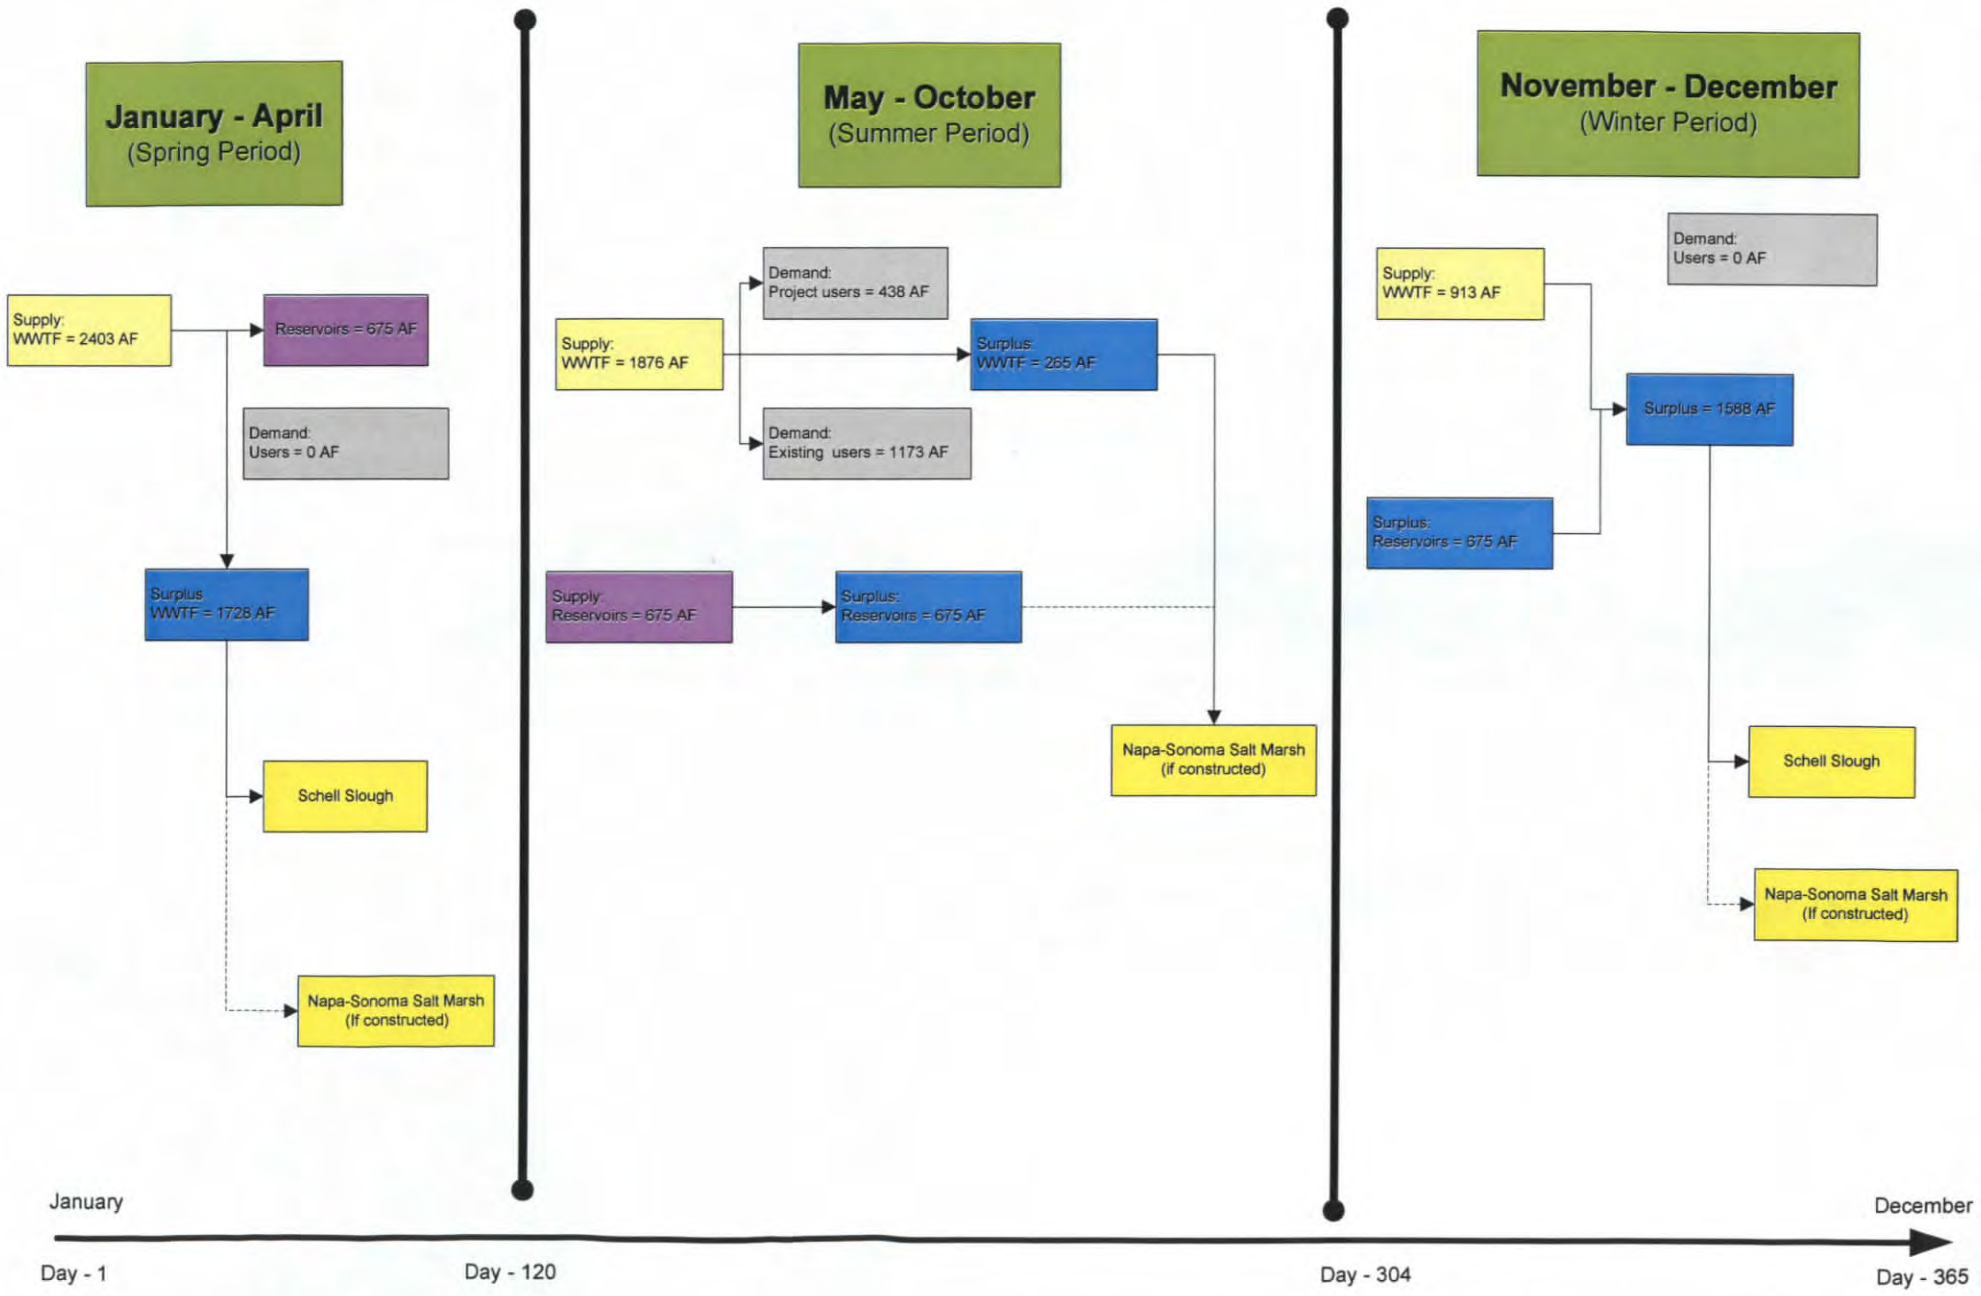 January - April
(Spring Period)
Supply:
WWTF = 2403 AF
Reservoirs = 675 AF
Demand:
Users = 0 AF
Surplus
WWTF = 1728 AF
Schell Slough
Napa-Sonoma Salt Marsh
(If constructed)
May - October
(Summer Period)
Demand:
Project users = 438 AF
Supply:
WWTF = 1876 AF
Surplus:
WWTF = 265 AF
Demand:
Existing users = 1173 AF
Supply:
Reservoirs = 675 AF
Surplus:
Reservoirs = 675 AF
Napa-Sonoma Salt Marsh
(if constructed)
November - December
(Winter Period)
Demand:
Users = 0 AF
Supply:
WWTF = 913 AF
Surplus = 1588 AF
Surplus:
Reservoirs = 675 AF
Schell Slough
Napa-Sonoma Salt Marsh
(If constructed)
January
December
Day - 1
Day - 120
Day - 304
Day - 365